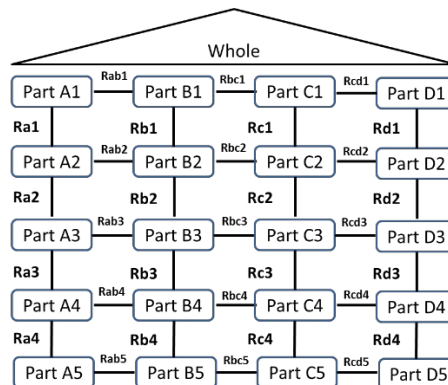 Whole
Rab1 Rbc1 Rcd1
Part A1 Part B1 Part C1 Part D1
Ra1 Rb1 Rc1 Rd1
Rab2 Rbc2 Rcd2
Part A2 Part B2 Part C2 Part D2
Ra2 Rb2 Rc2 Rd2
Rab3 Rbc3 Rcd3
Part A3 Part B3 Part C3 Part D3
Ra3 Rb3 Rc3 Rd3
Rab4 Rbc4 Rcd4
Part A4 Part B4 Part C4 Part D4
Ra4 Rb4 Rc4 Rd4
Rab5 Rbc5 Rcd5
Part A5 Part B5 Part C5 Part D5